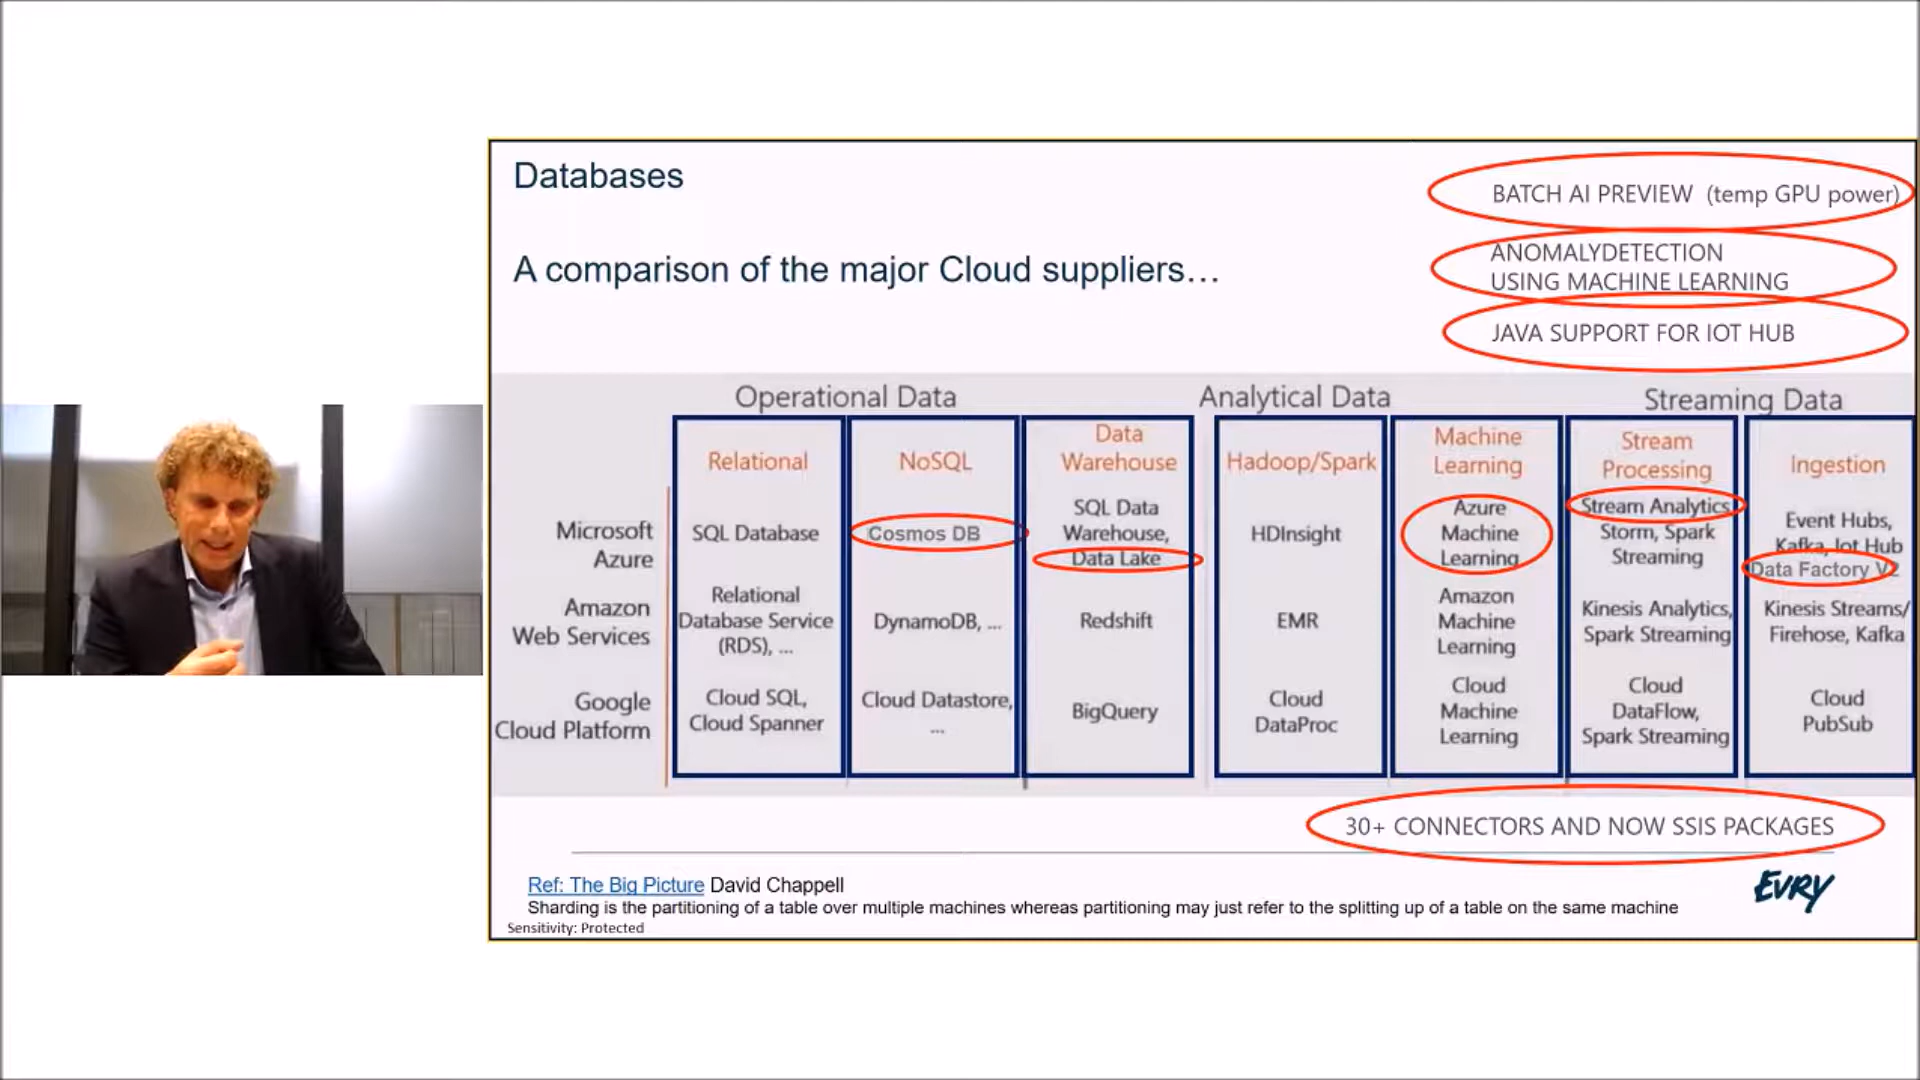 Databases
A comparison of the major Cloud suppliers…
BATCH AI PREVIEW (temp GPU power)
ANOMALYDETECTION
USING MACHINE LEARNING
JAVA SUPPORT FOR IOT HUB
Operational Data
Analytical Data
Streaming Data
Relational
NoSQL
Data
Warehouse
Hadoop/Spark
Machine
Learning
Stream
Processing
Ingestion
Microsoft
Azure
SQL Database
Cosmos DB
SQL Data
Warehouse,
Data Lake
HDInsight
Azure
Machine
Learning
Stream Analytics
Storm, Spark
Streaming
Event Hubs,
Kafka, Iot Hub
Data Factory V2
Amazon
Web Services
Relational
Database Service
(RDS), ...
DynamoDB, ...
Redshift
EMR
Amazon
Machine
Learning
Kinesis Analytics,
Spark Streaming
Kinesis Streams/
Firehose, Kafka
Google
Cloud Platform
Cloud SQL,
Cloud Spanner
Cloud Datastore,
...
BigQuery
Cloud
DataProc
Cloud
Machine
Learning
Cloud
DataFlow,
Spark Streaming
Cloud
PubSub
30+ CONNECTORS AND NOW SSIS PACKAGES
Ref: The Big Picture David Chappell
EVRY
Sharding is the partitioning of a table over multiple machines whereas partitioning may just refer to the splitting up of a table on the same machine
Sensitivity: Protected